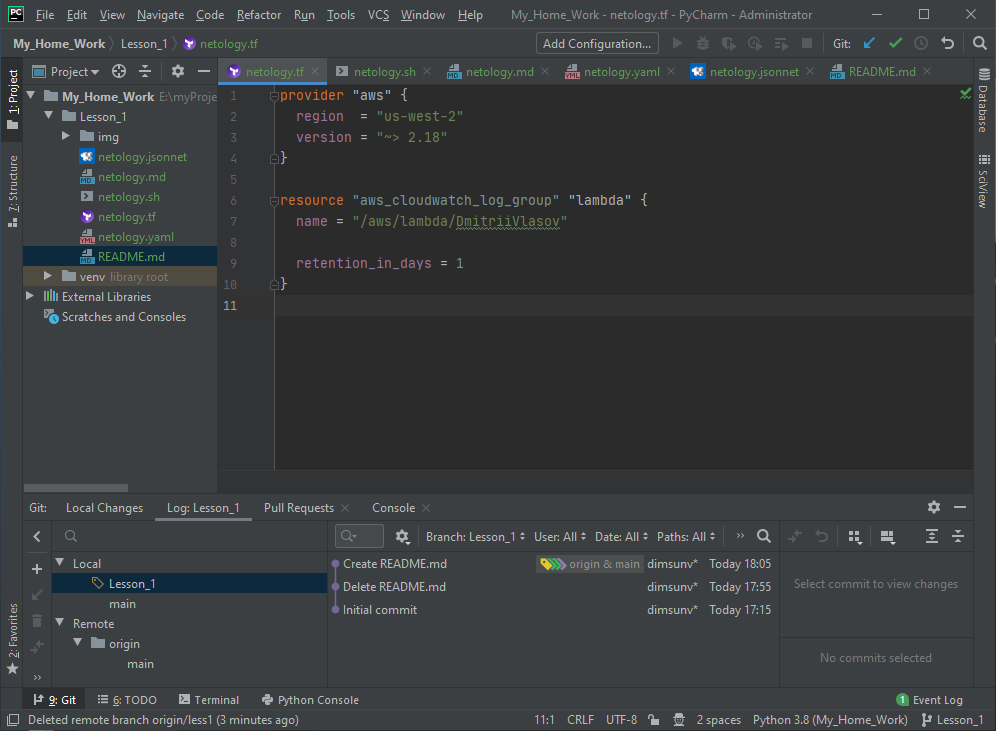 PC File Edit View Navigate Code Refactor Run Tools VCS Window Help My_Home_Work - netology.tf - PyCharm - Administrator
My_Home_Work Lesson_1 netology.tf Add Configuration... Git:
1: Project
7: Structure
2: Favorites
Project
netology.tf netology.sh netology.md netology.yaml netology.jsonnet README.md
Database
SciView
My_Home_Work E:\myProje
Lesson_1
img
netology.jsonnet
netology.md
netology.sh
netology.tf
netology.yaml
README.md
venv library root
External Libraries
Scratches and Consoles
1 provider "aws" {
2 region = "us-west-2"
3 version = "~> 2.18"
4 }
5
6 resource "aws_cloudwatch_log_group" "lambda" {
7 name = "/aws/lambda/DmitriiVlasov"
8
9 retention_in_days = 1
10 }
11
Git: Local Changes Log: Lesson_1 Pull Requests Console
Branch: Lesson_1 User: All Date: All Paths: All »
Local
Lesson_1
main
Remote
origin
main
»
Create README.md origin & main dimsunv* Today 18:05
Delete README.md dimsunv* Today 17:55
Initial commit dimsunv* Today 17:15
Select commit to view changes
No commits selected
9: Git 6: TODO Terminal Python Console 1 Event Log
Deleted remote branch origin/less1 (3 minutes ago) 11:1 CRLF UTF-8 2 spaces Python 3.8 (My_Home_Work) Lesson_1